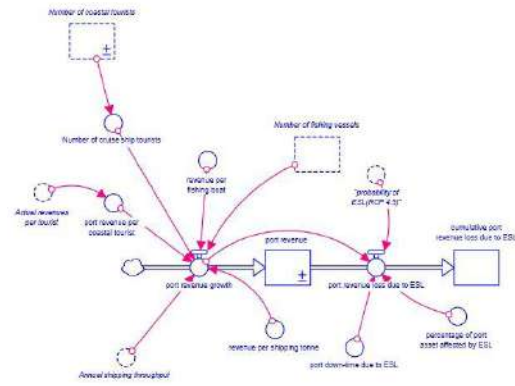 Number of coastal tourists
Number of cruise ship tourists
Number of fishing vessels
revenue per
fishing boat
"probability of
ESL(RCP 4.5)"
Actual revenues
per tourist
port revenue per
coastal tourist
port revenue
cumulative port
revenue loss due to ESL
port revenue growth
port revenue loss due to ESL
revenue per shipping tonne
percentage of port
asset affected by ESL
port down-time due to ESL
Annual shipping throughput